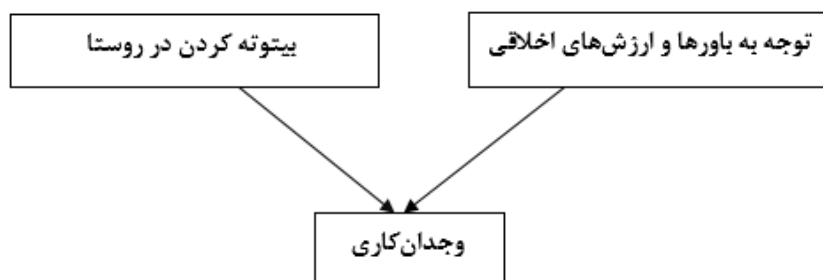 توجه به باورها و ارزش‌های اخلاقی
بیتوته کردن در روستا
وجدان‌کاری